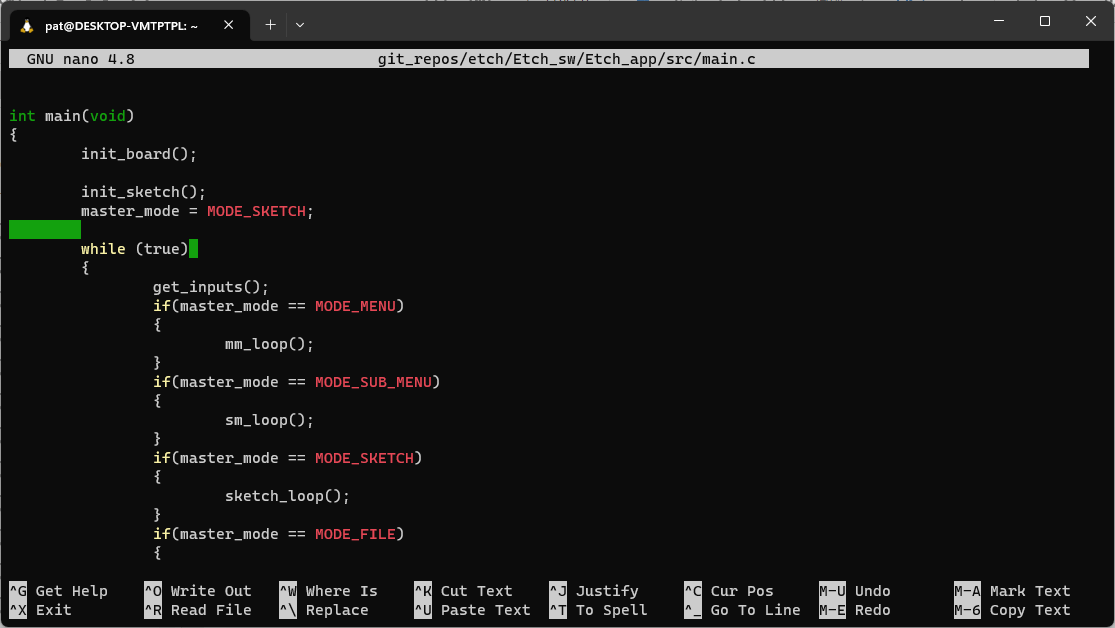 pat@DESKTOP-VMTPTPL: ~
GNU nano 4.8 git_repos/etch/Etch_sw/Etch_app/src/main.c
int main(void)
{
init_board();
init_sketch();
master_mode = MODE_SKETCH;
while (true)
{
get_inputs();
if(master_mode == MODE_MENU)
{
mm_loop();
}
if(master_mode == MODE_SUB_MENU)
{
sm_loop();
}
if(master_mode == MODE_SKETCH)
{
sketch_loop();
}
if(master_mode == MODE_FILE)
{
^G Get Help ^O Write Out ^W Where Is ^K Cut Text ^J Justify ^C Cur Pos M-U Undo M-A Mark Text
^X Exit ^R Read File ^\ Replace ^U Paste Text ^T To Spell ^_ Go To Line M-E Redo M-6 Copy Text